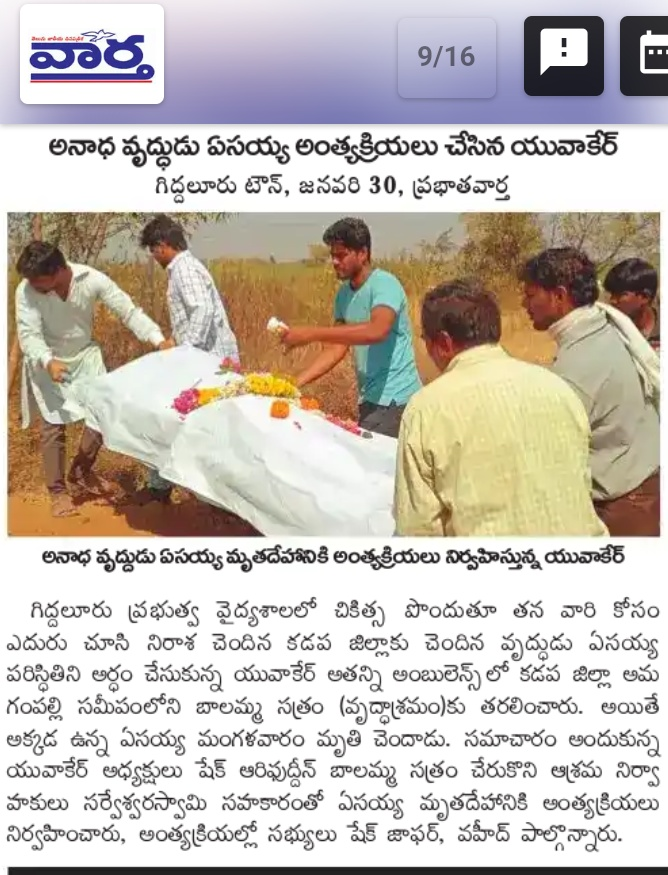 తెలుగు జాతీయ దినపత్రిక
వార్త
9/16
అనాధ వృద్ధుడు ఏసయ్య అంత్యక్రియలు చేసిన యువాకేర్
గిద్దలూరు టౌన్, జనవరి 30, ప్రభాతవార్త
అనాధ వృద్దుడు ఏసయ్య మృతదేహానికి అంత్యక్రియలు నిర్వహిస్తున్న యువాకేర్
గిద్దలూరు ప్రభుత్వ వైద్యశాలలో చికిత్స పొందుతూ తన వారి కోసం
ఎదురు చూసి నిరాశ చెందిన కడప జిల్లాకు చెందిన వృద్ధుడు ఏసయ్య
పరిస్ధితిని అర్ధం చేసుకున్న యువాకేర్ అతన్ని అంబులెన్స్‌లో కడప జిల్లా ఆమ
గంపల్లి సమీపంలోని బాలమ్మ సత్రం (వృద్ధాశ్రమం)కు తరలించారు. అయితే
అక్కడ ఉన్న ఏసయ్య మంగళవారం మృతి చెందాడు. సమాచారం అందుకున్న
యువాకేర్ అధ్యక్షులు షేక్ ఆరిఫుద్దీన్ బాలమ్మ సత్రం చేరుకొని ఆశ్రమ నిర్వా
హకులు సర్వేశ్వరస్వామి సహకారంతో ఏసయ్య మృతదేహానికి అంత్యక్రియలు
నిర్వహించారు, అంత్యక్రియల్లో సభ్యులు షేక్ జాఫర్, వహీద్ పాల్గొన్నారు.